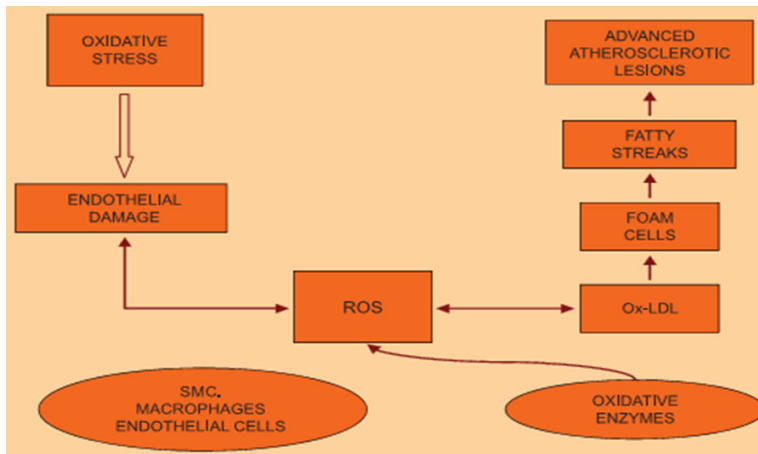 OXIDATIVE
STRESS
ADVANCED
ATHEROSCLEROTIC
LESIONS
FATTY
STREAKS
ENDOTHELIAL
DAMAGE
FOAM
CELLS
ROS
Ox-LDL
SMC.
MACROPHAGES
ENDOTHELIAL CELLS
OXIDATIVE
ENZYMES